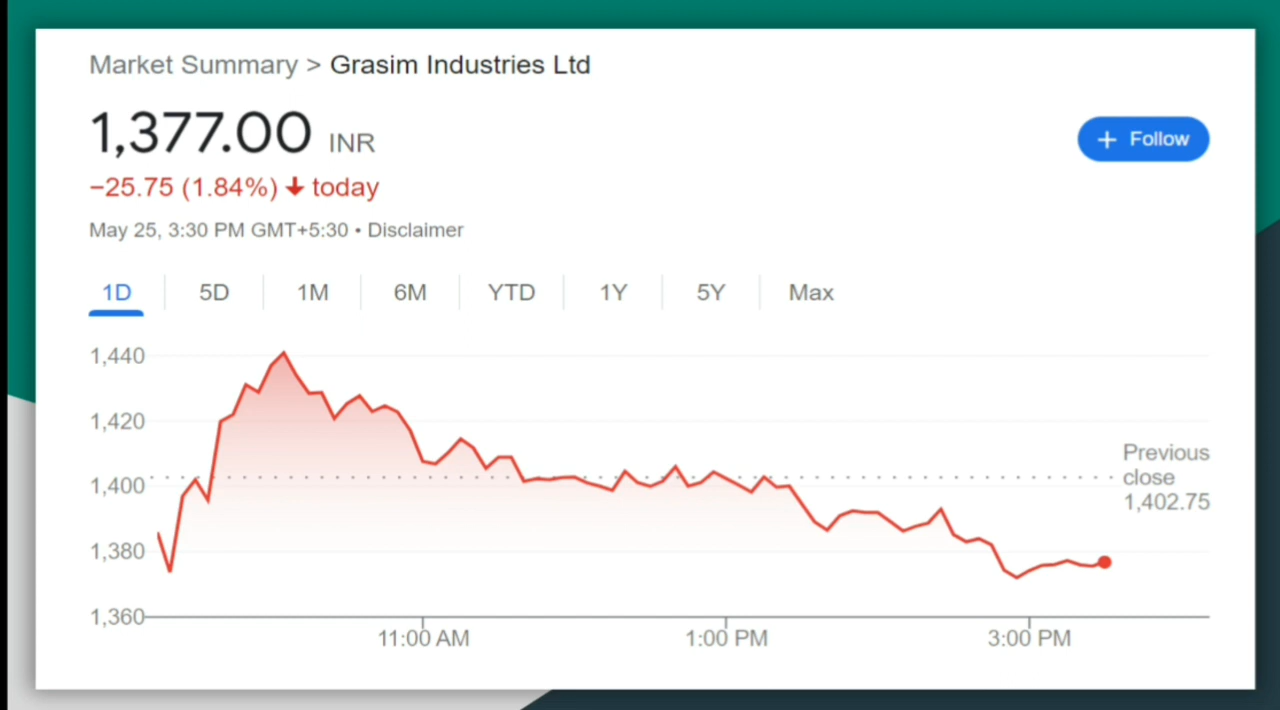 Market Summary > Grasim Industries Ltd
1,377.00 INR
+ Follow
−25.75 (1.84%) ↓ today
May 25, 3:30 PM GMT+5:30 • Disclaimer
1D 5D 1M 6M YTD 1Y 5Y Max
1,440
1,420
1,400
1,380
1,360
Previous
close
1,402.75
11:00 AM 1:00 PM 3:00 PM